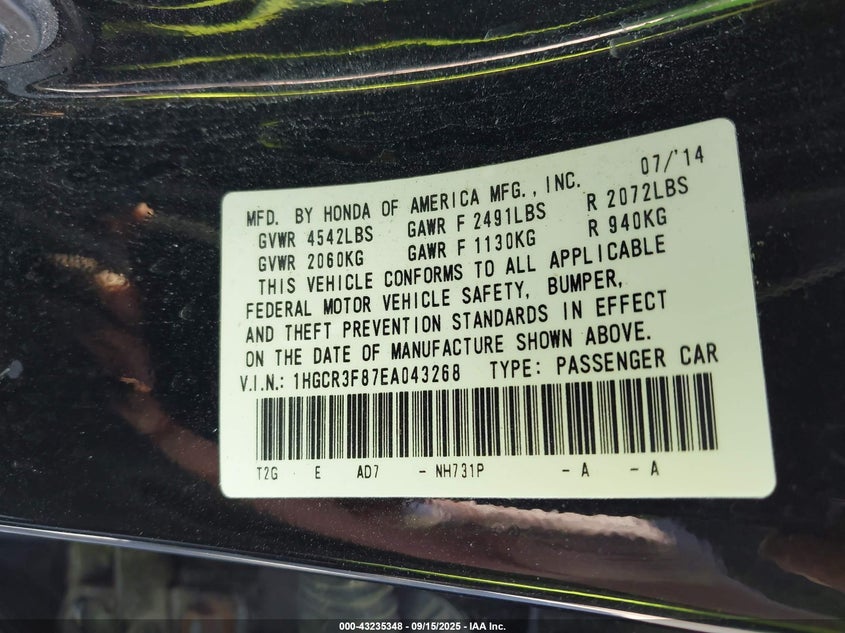 07/'14
MFD. BY HONDA OF AMERICA MFG., INC.
GVWR 4542LBS GAWR F 2491LBS R 2072LBS
GVWR 2060KG GAWR F 1130KG R 940KG
THIS VEHICLE CONFORMS TO ALL APPLICABLE
FEDERAL MOTOR VEHICLE SAFETY, BUMPER,
AND THEFT PREVENTION STANDARDS IN EFFECT
ON THE DATE OF MANUFACTURE SHOWN ABOVE.
V.I.N.: 1HGCR3F87EA043268 TYPE: PASSENGER CAR
T2G E AD7 - NH731P - A - A
000-43235348 - 09/15/2025 - IAA Inc.